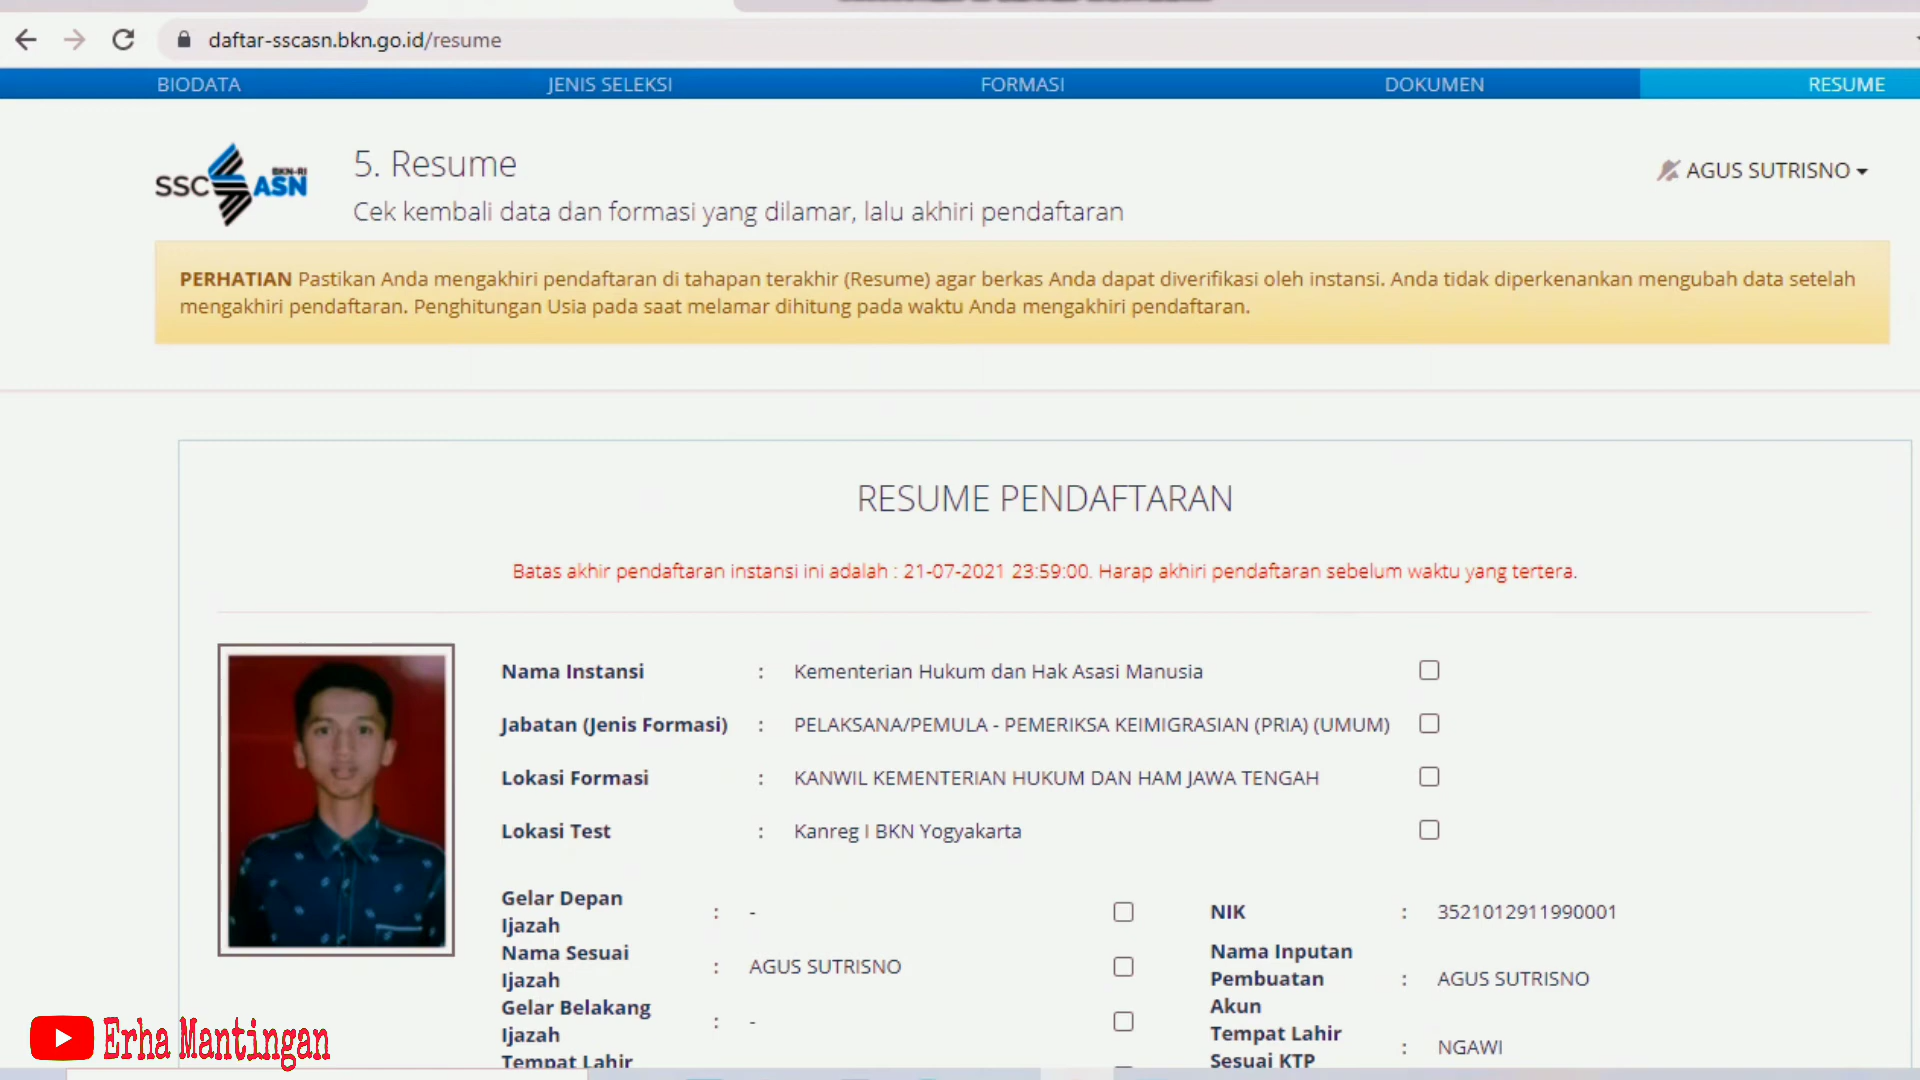 daftar-sscasn.bkn.go.id/resume
BIODATA JENIS SELEKSI FORMASI DOKUMEN RESUME
SSC ASN BKN-RI
5. Resume
AGUS SUTRISNO
Cek kembali data dan formasi yang dilamar, lalu akhiri pendaftaran
PERHATIAN Pastikan Anda mengakhiri pendaftaran di tahapan terakhir (Resume) agar berkas Anda dapat diverifikasi oleh instansi. Anda tidak diperkenankan mengubah data setelah
mengakhiri pendaftaran. Penghitungan Usia pada saat melamar dihitung pada waktu Anda mengakhiri pendaftaran.
RESUME PENDAFTARAN
Batas akhir pendaftaran instansi ini adalah : 21-07-2021 23:59:00. Harap akhiri pendaftaran sebelum waktu yang tertera.
Nama Instansi : Kementerian Hukum dan Hak Asasi Manusia
Jabatan (Jenis Formasi) : PELAKSANA/PEMULA - PEMERIKSA KEIMIGRASIAN (PRIA) (UMUM)
Lokasi Formasi : KANWIL KEMENTERIAN HUKUM DAN HAM JAWA TENGAH
Lokasi Test : Kanreg I BKN Yogyakarta
Gelar Depan
Ijazah : -
Nama Sesuai
Ijazah : AGUS SUTRISNO
Gelar Belakang
Ijazah : -
Tempat Lahir
NIK : 3521012911990001
Nama Inputan
Pembuatan : AGUS SUTRISNO
Akun
Tempat Lahir
Sesuai KTP : NGAWI
Erha Mantingan